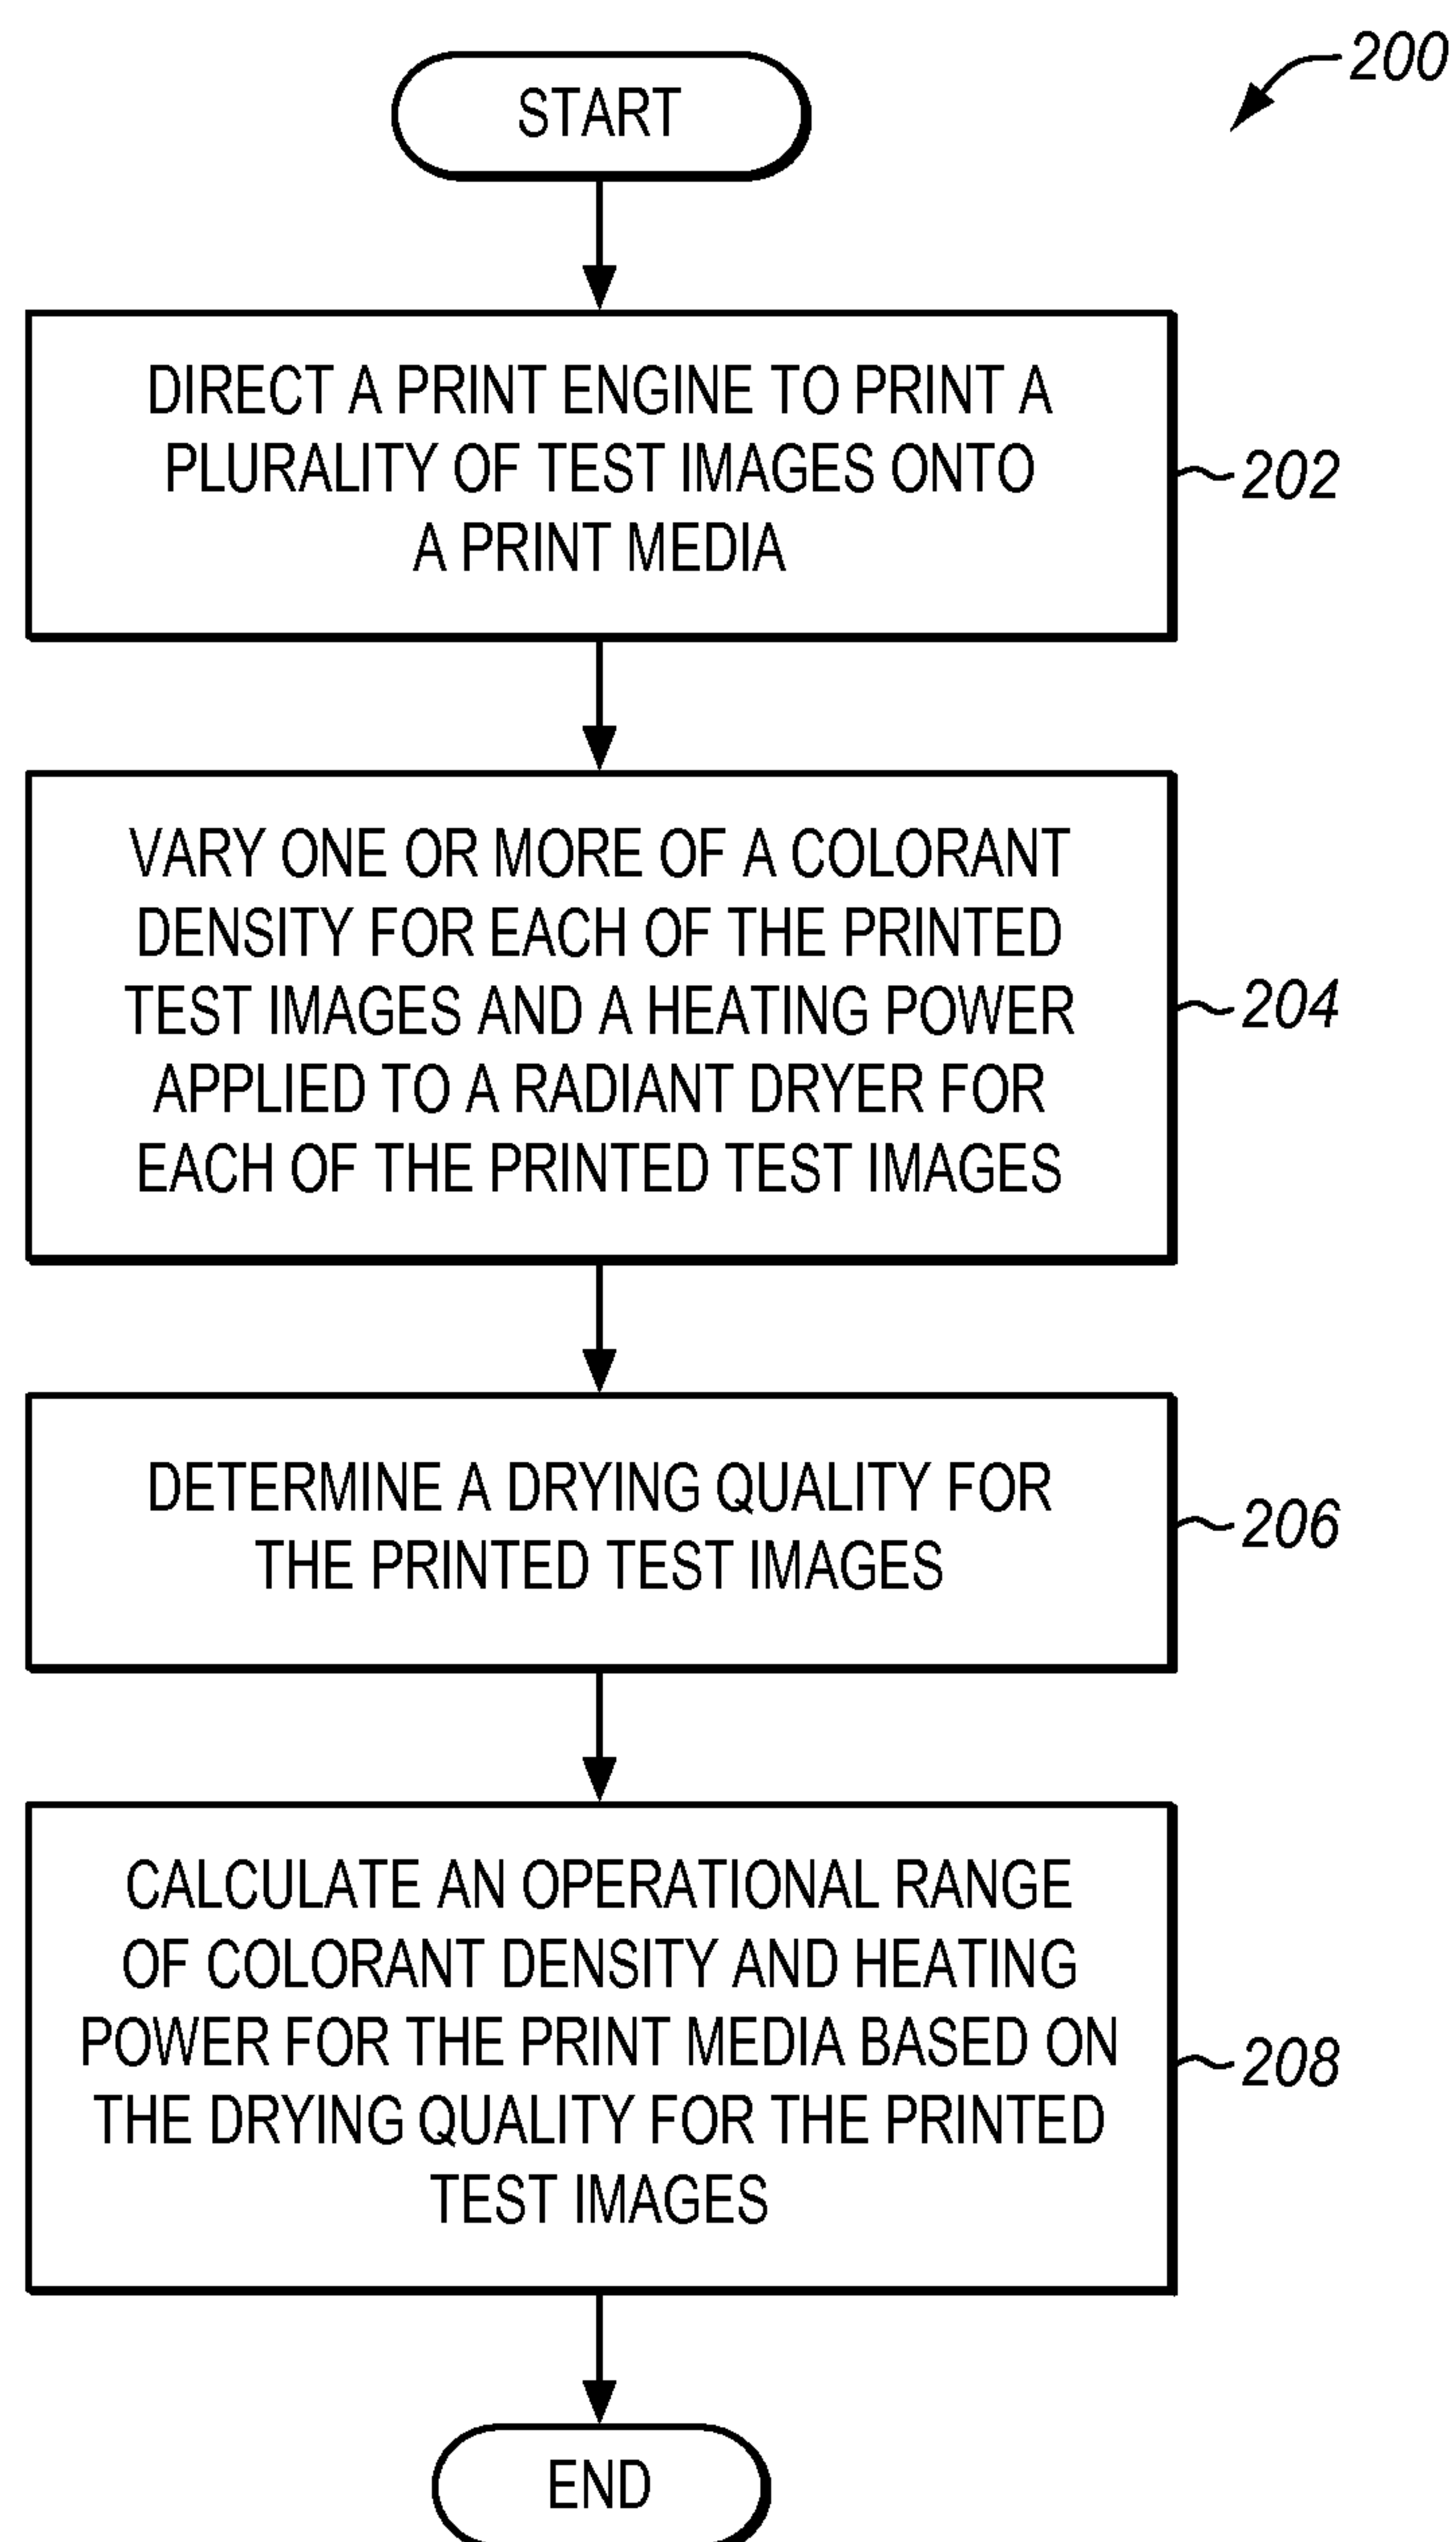 200
START
DIRECT A PRINT ENGINE TO PRINT A
PLURALITY OF TEST IMAGES ONTO
A PRINT MEDIA
202
VARY ONE OR MORE OF A COLORANT
DENSITY FOR EACH OF THE PRINTED
TEST IMAGES AND A HEATING POWER
APPLIED TO A RADIANT DRYER FOR
EACH OF THE PRINTED TEST IMAGES
204
DETERMINE A DRYING QUALITY FOR
THE PRINTED TEST IMAGES
206
CALCULATE AN OPERATIONAL RANGE
OF COLORANT DENSITY AND HEATING
POWER FOR THE PRINT MEDIA BASED ON
THE DRYING QUALITY FOR THE PRINTED
TEST IMAGES
208
END